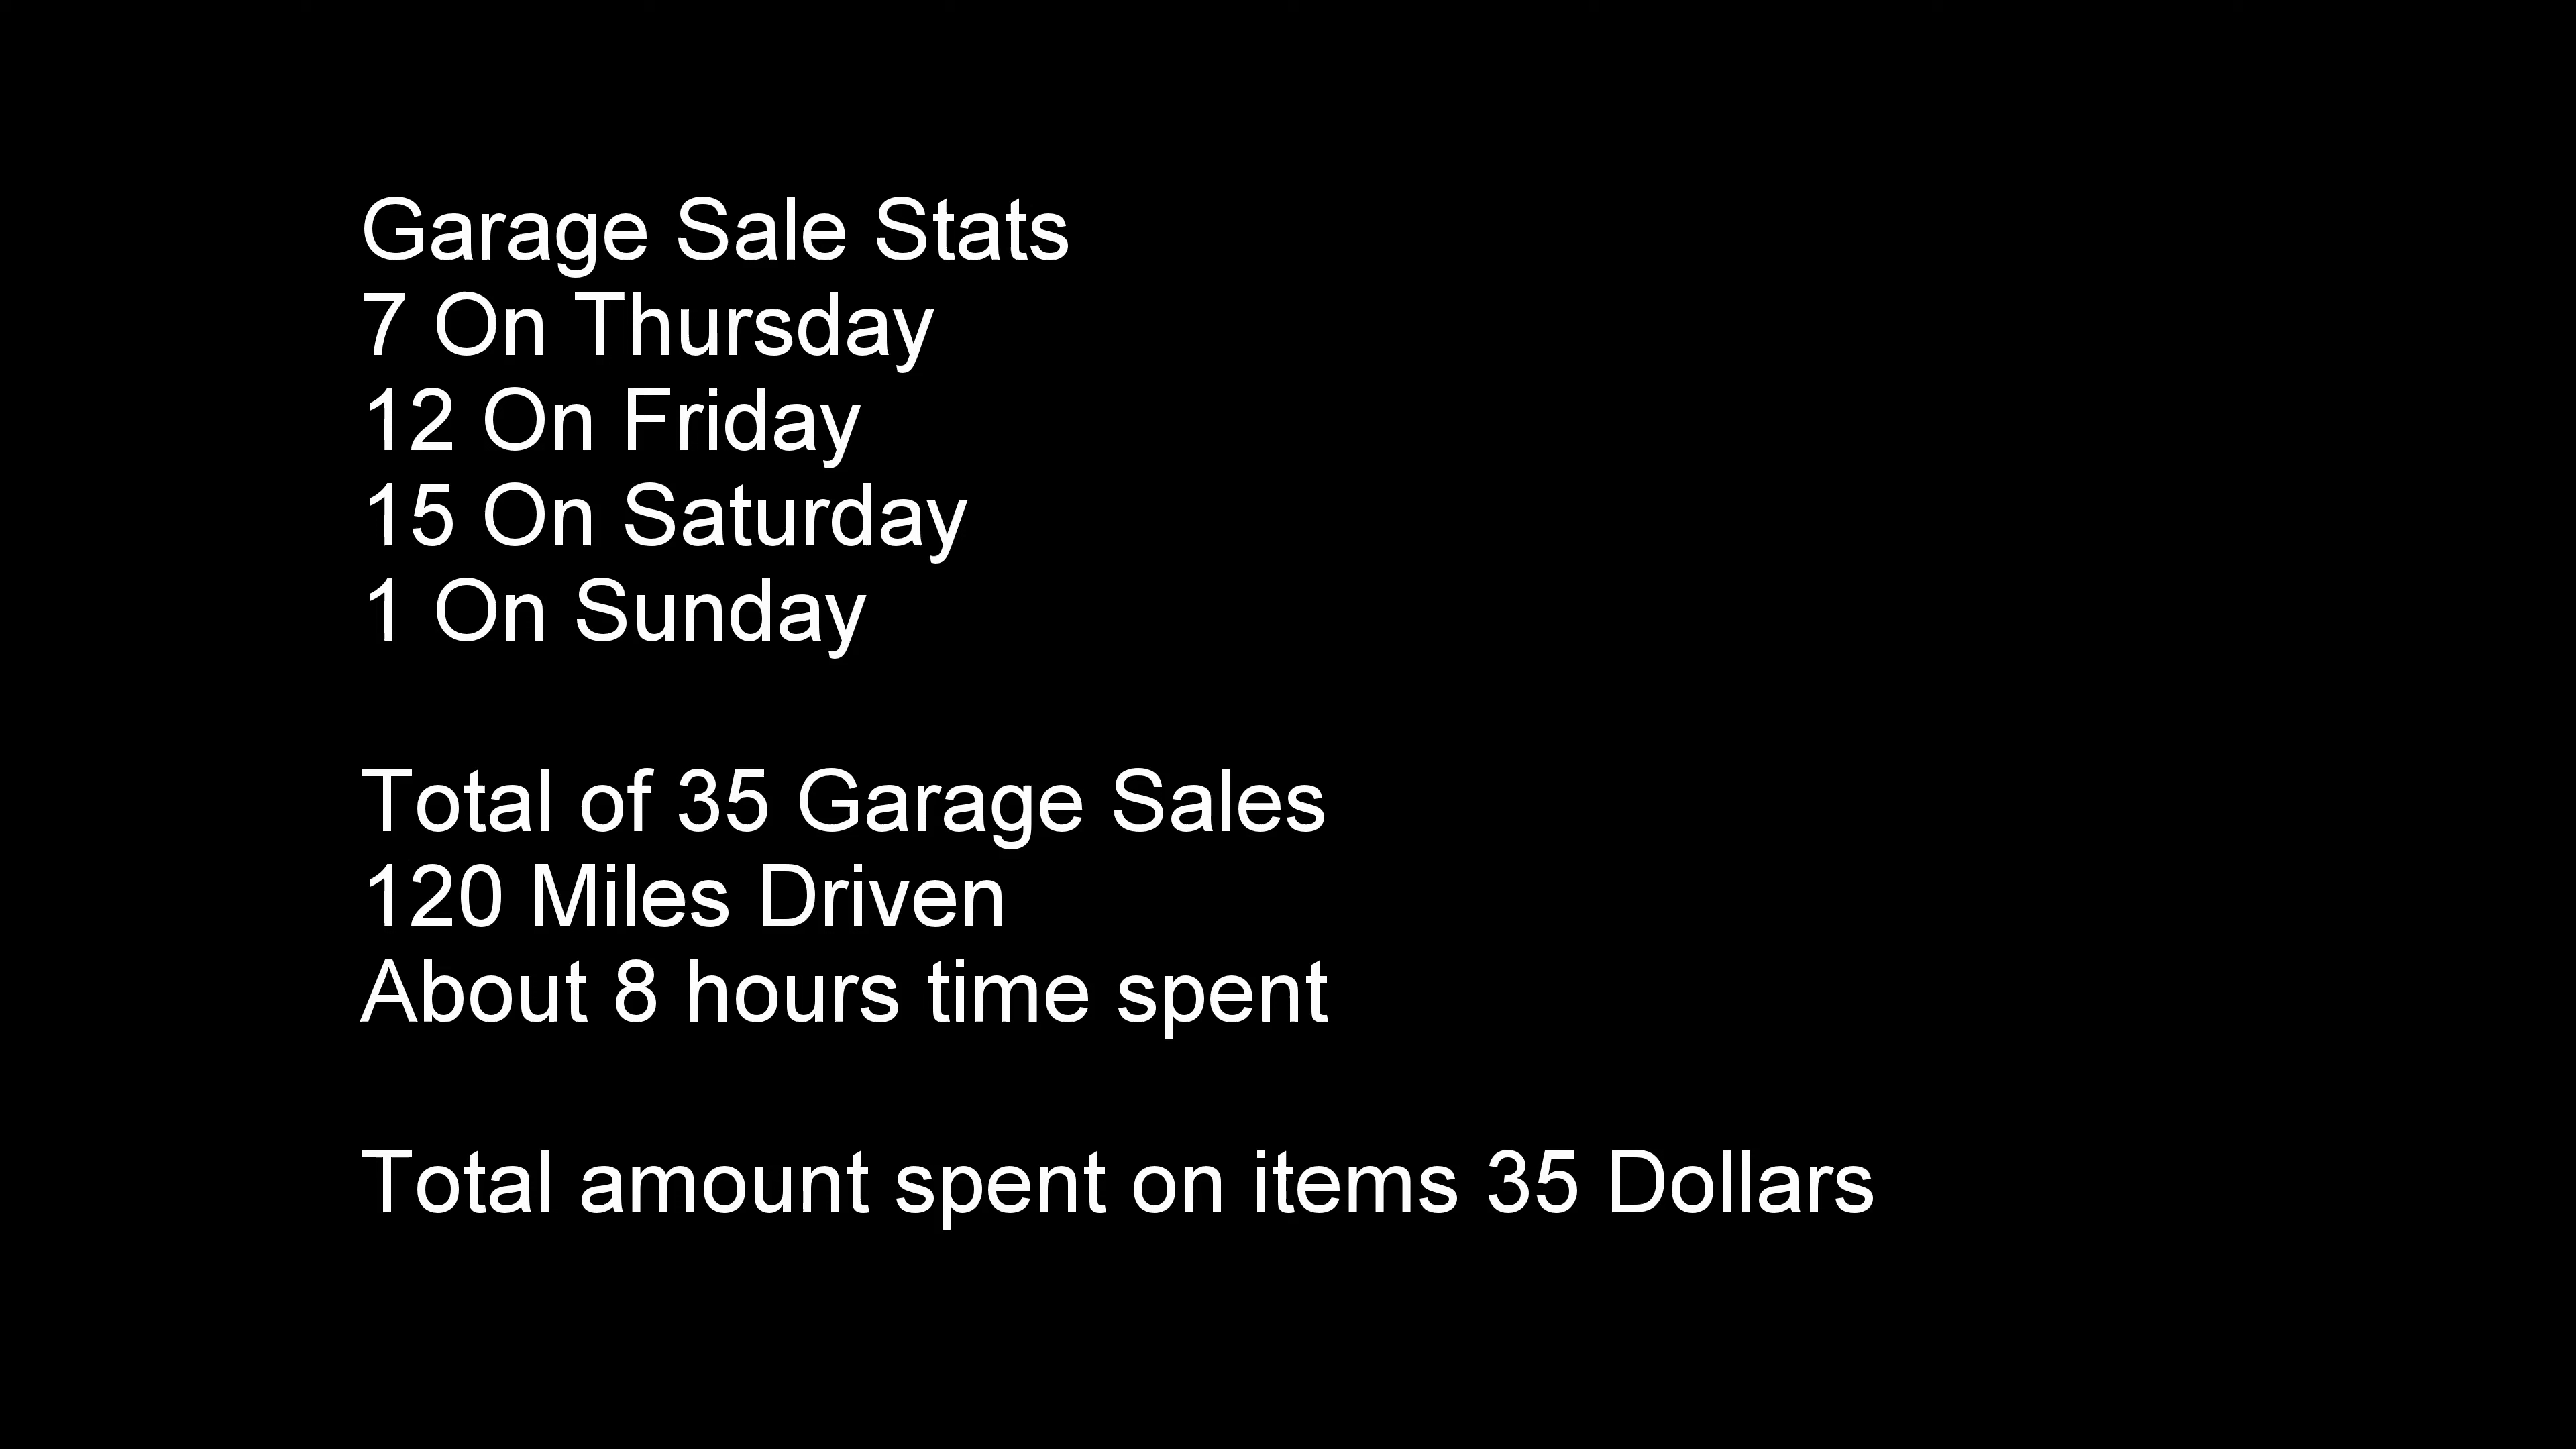 Garage Sale Stats
7 On Thursday
12 On Friday
15 On Saturday
1 On Sunday
Total of 35 Garage Sales
120 Miles Driven
About 8 hours time spent
Total amount spent on items 35 Dollars